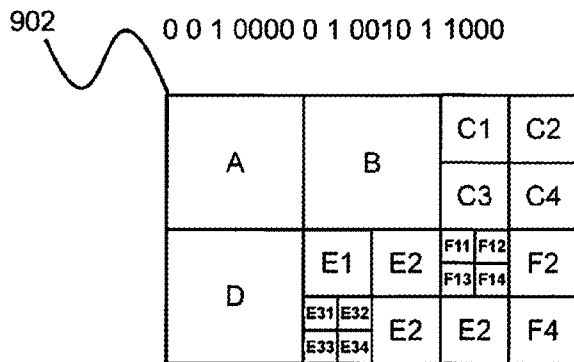 902
0 0 1 0000 0 1 0010 1 1000
A B C1 C2
C3 C4
D E1 E2 F11 F12 F2
F13 F14
E31 E32 E2 E2 F4
E33 E34